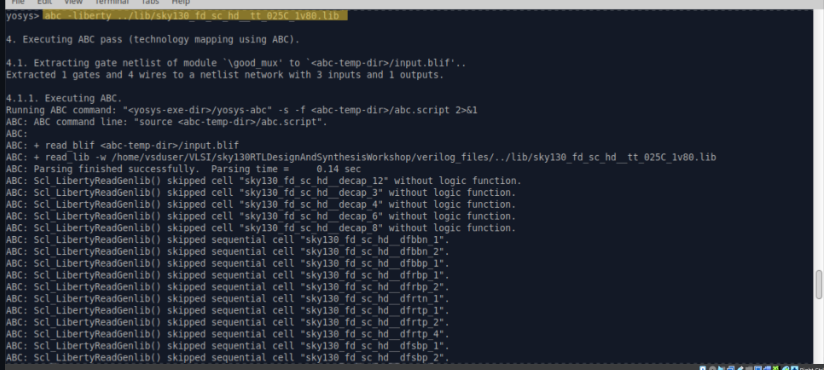 File Edit View Terminal Tabs Help
yosys> abc -liberty ../lib/sky130_fd_sc_hd__tt_025C_1v80.lib
4. Executing ABC pass (technology mapping using ABC).
4.1. Extracting gate netlist of module `\good_mux' to `<abc-temp-dir>/input.blif'..
Extracted 1 gates and 4 wires to a netlist network with 3 inputs and 1 outputs.
4.1.1. Executing ABC.
Running ABC command: "<yosys-exe-dir>/yosys-abc" -s -f <abc-temp-dir>/abc.script 2>&1
ABC: ABC command line: "source <abc-temp-dir>/abc.script".
ABC:
ABC: + read_blif <abc-temp-dir>/input.blif
ABC: + read_lib -w /home/vsduser/VLSI/sky130RTLDesignAndSynthesisWorkshop/verilog_files/../lib/sky130_fd_sc_hd__tt_025C_1v80.lib
ABC: Parsing finished successfully.  Parsing time =     0.14 sec
ABC: Scl_LibertyReadGenlib() skipped cell "sky130_fd_sc_hd__decap_12" without logic function.
ABC: Scl_LibertyReadGenlib() skipped cell "sky130_fd_sc_hd__decap_3" without logic function.
ABC: Scl_LibertyReadGenlib() skipped cell "sky130_fd_sc_hd__decap_4" without logic function.
ABC: Scl_LibertyReadGenlib() skipped cell "sky130_fd_sc_hd__decap_6" without logic function.
ABC: Scl_LibertyReadGenlib() skipped cell "sky130_fd_sc_hd__decap_8" without logic function.
ABC: Scl_LibertyReadGenlib() skipped sequential cell "sky130_fd_sc_hd__dfbbn_1".
ABC: Scl_LibertyReadGenlib() skipped sequential cell "sky130_fd_sc_hd__dfbbn_2".
ABC: Scl_LibertyReadGenlib() skipped sequential cell "sky130_fd_sc_hd__dfbbp_1".
ABC: Scl_LibertyReadGenlib() skipped sequential cell "sky130_fd_sc_hd__dfrbp_1".
ABC: Scl_LibertyReadGenlib() skipped sequential cell "sky130_fd_sc_hd__dfrbp_2".
ABC: Scl_LibertyReadGenlib() skipped sequential cell "sky130_fd_sc_hd__dfrtn_1".
ABC: Scl_LibertyReadGenlib() skipped sequential cell "sky130_fd_sc_hd__dfrtp_1".
ABC: Scl_LibertyReadGenlib() skipped sequential cell "sky130_fd_sc_hd__dfrtp_2".
ABC: Scl_LibertyReadGenlib() skipped sequential cell "sky130_fd_sc_hd__dfrtp_4".
ABC: Scl_LibertyReadGenlib() skipped sequential cell "sky130_fd_sc_hd__dfsbp_1".
ABC: Scl_LibertyReadGenlib() skipped sequential cell "sky130_fd_sc_hd__dfsbp_2".